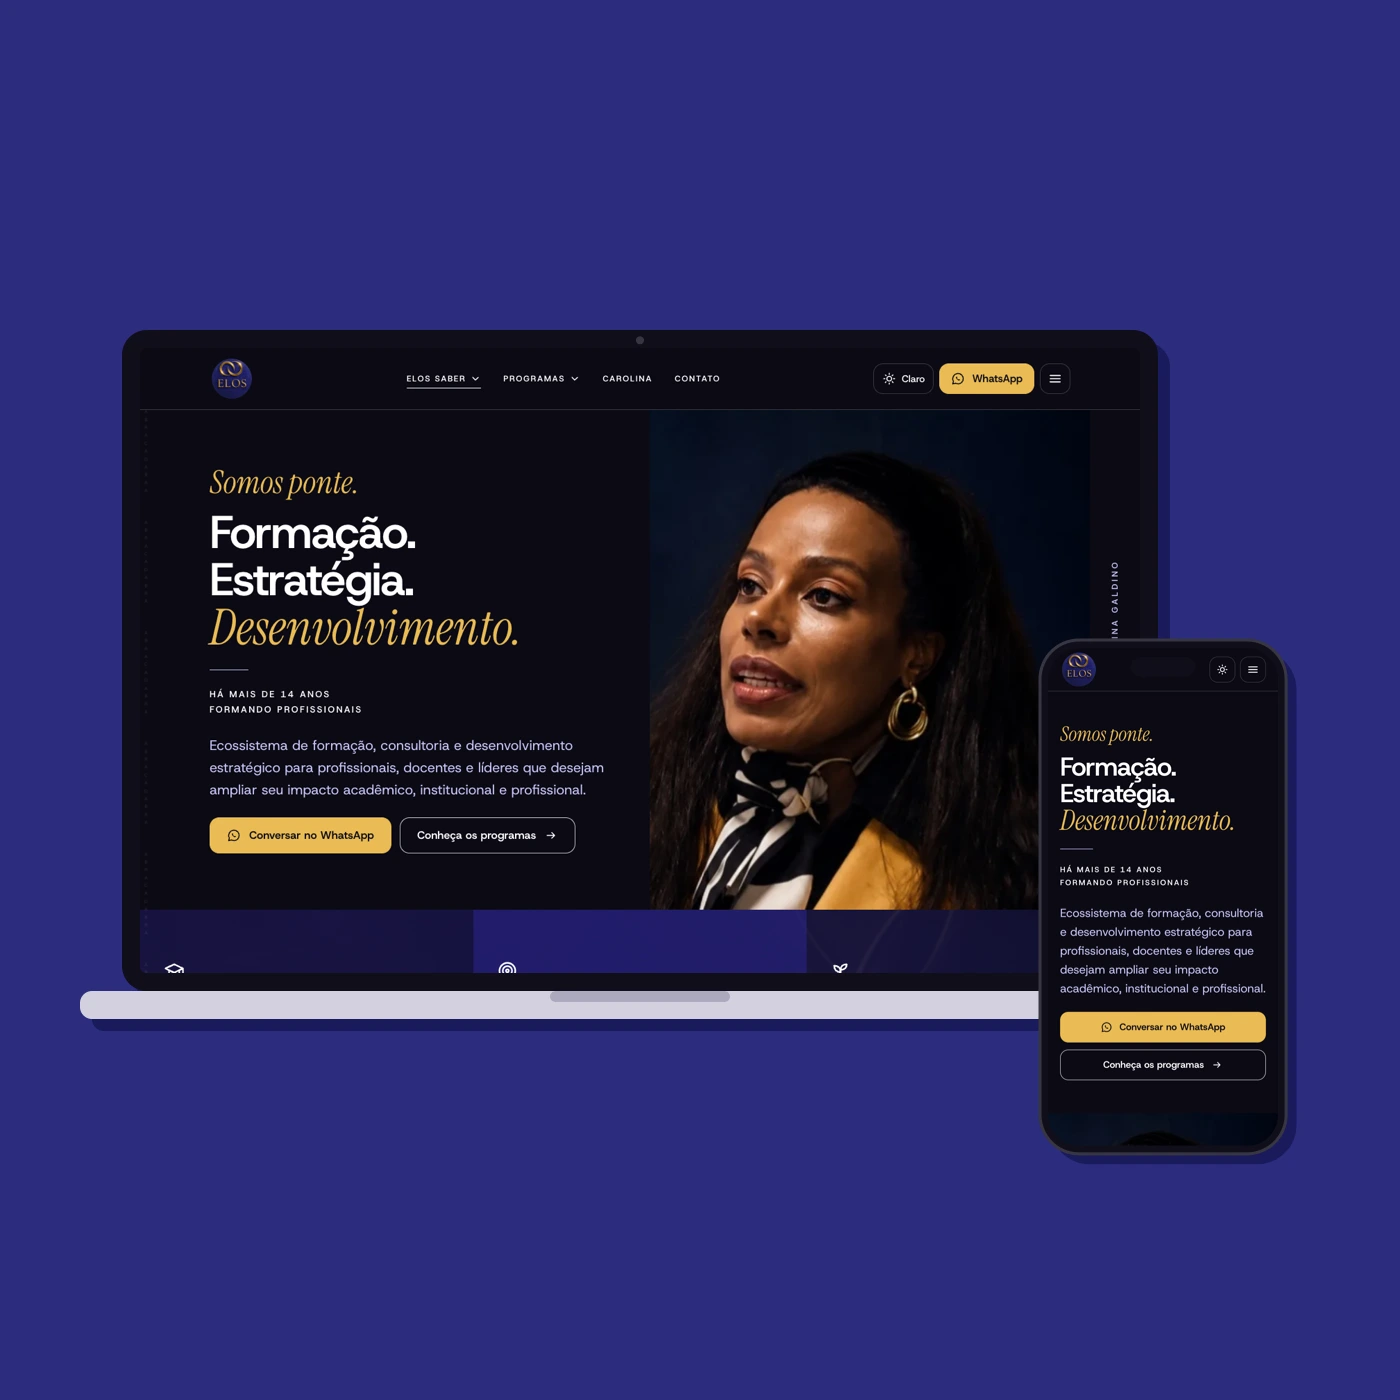 ELOS
ELOS SABER
PROGRAMAS
CAROLINA
CONTATO
Claro
WhatsApp
Somos ponte.
Formação.
Estratégia.
Desenvolvimento.
HÁ MAIS DE 14 ANOS
FORMANDO PROFISSIONAIS
Ecossistema de formação, consultoria e desenvolvimento
estratégico para profissionais, docentes e líderes que desejam
ampliar seu impacto acadêmico, institucional e profissional.
Conversar no WhatsApp
Conheça os programas
GALDINO
ELOS
Somos ponte.
Formação.
Estratégia.
Desenvolvimento.
HÁ MAIS DE 14 ANOS
FORMANDO PROFISSIONAIS
Ecossistema de formação, consultoria
e desenvolvimento estratégico para
profissionais, docentes e líderes que
desejam ampliar seu impacto
acadêmico, institucional e profissional.
Conversar no WhatsApp
Conheça os programas